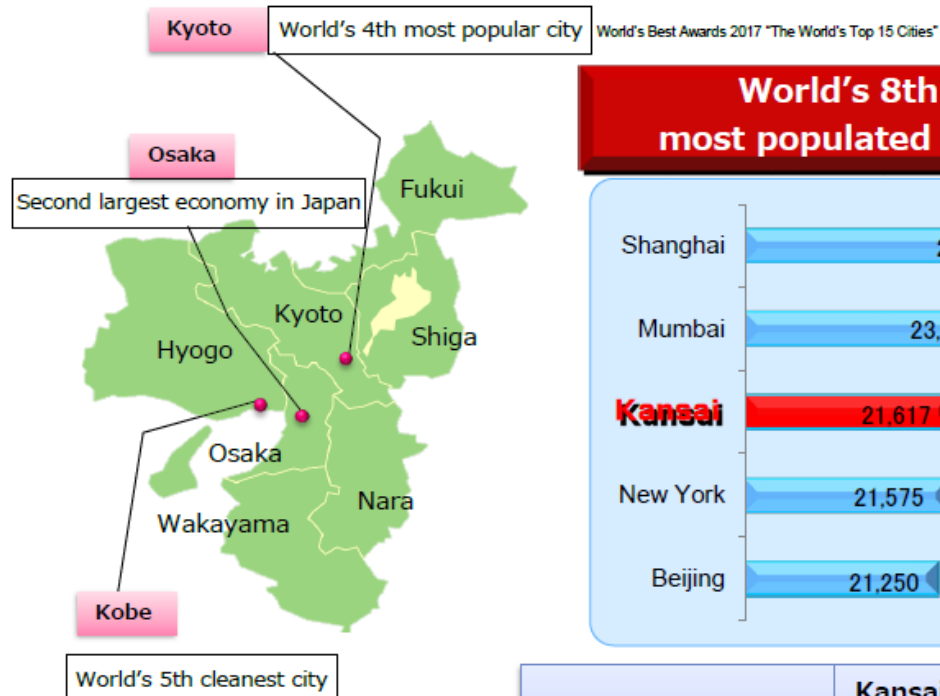 Kyoto
World's 4th most popular city
World's Best Awards 2017 "The World's Top 15 Cities"
World's 8th
most populated
Osaka
Second largest economy in Japan
Fukui
Kyoto
Shiga
Hyogo
Osaka
Nara
Wakayama
Kobe
World's 5th cleanest city
Shanghai
Mumbai
23,
Kansai
21,617
New York
21,575
Beijing
21,250